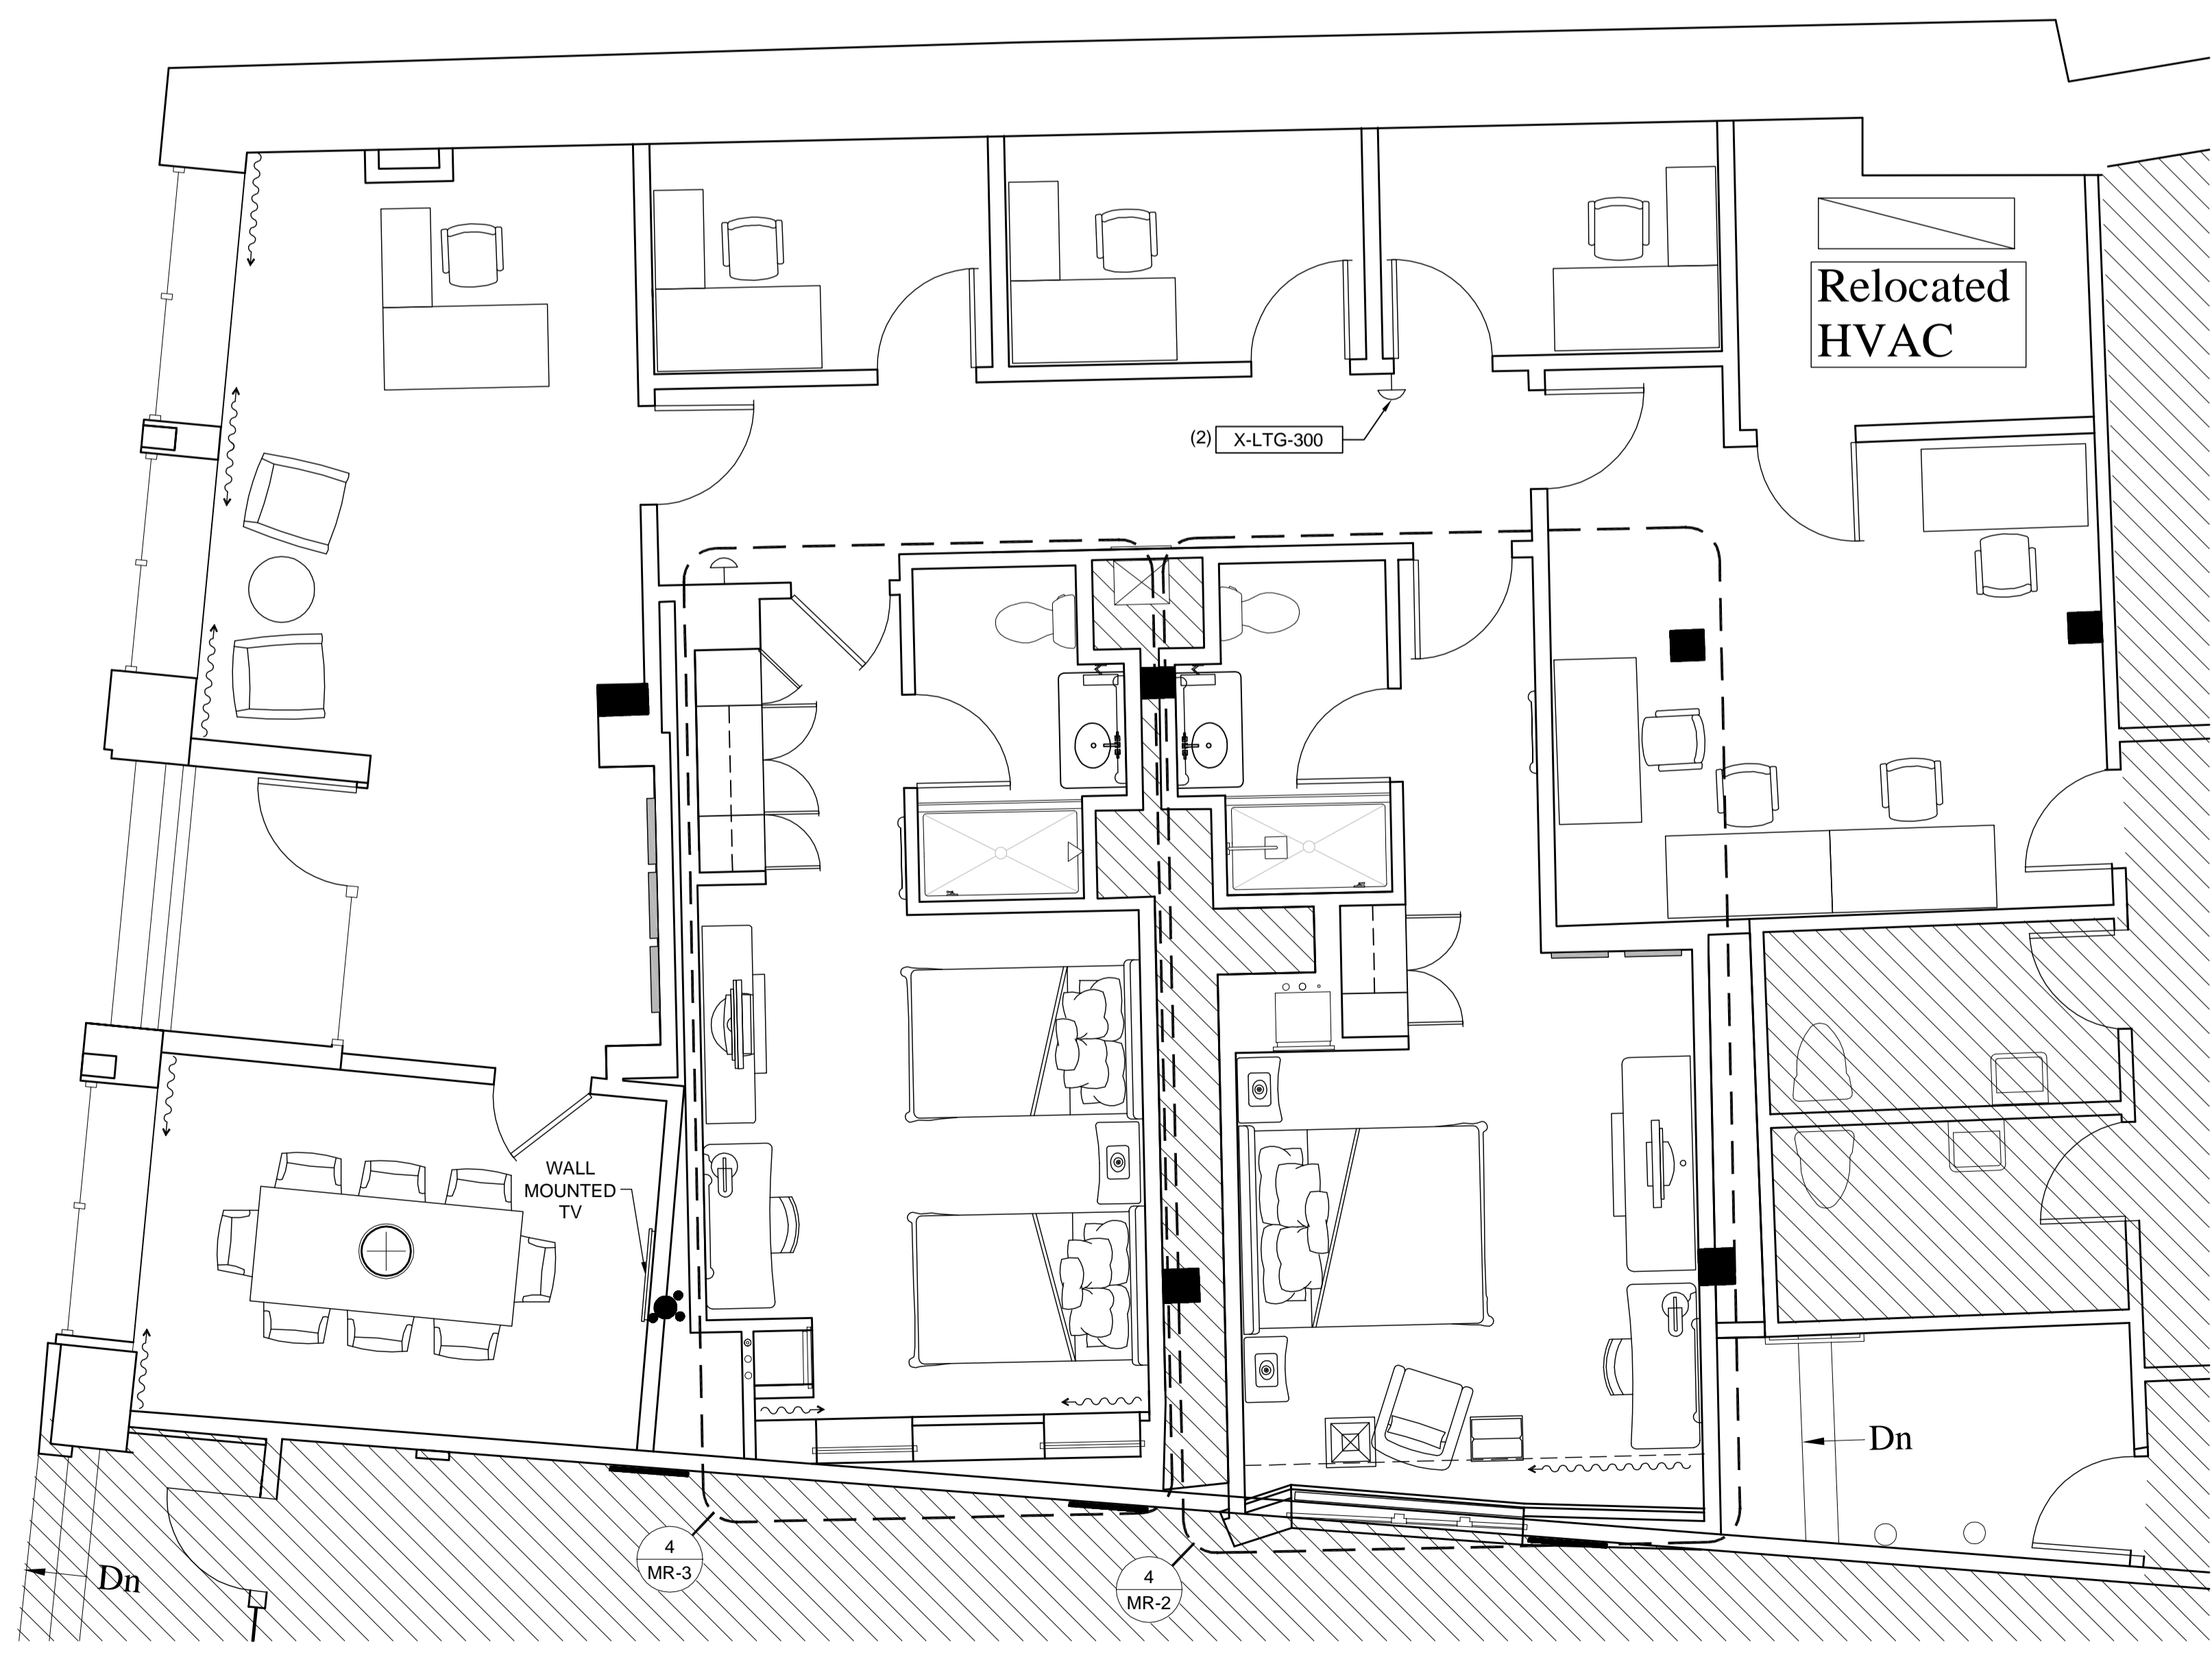 Relocated
HVAC
(2) X-LTG-300
WALL
MOUNTED
TV
Dn
4
MR-3
4
MR-2
Dn